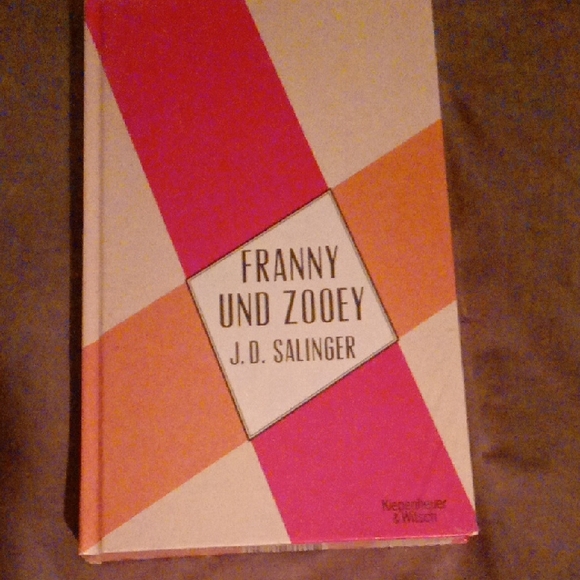 FRANNY
UND ZOOEY
J. D. SALINGER
Kiepenheuer
& Witsch